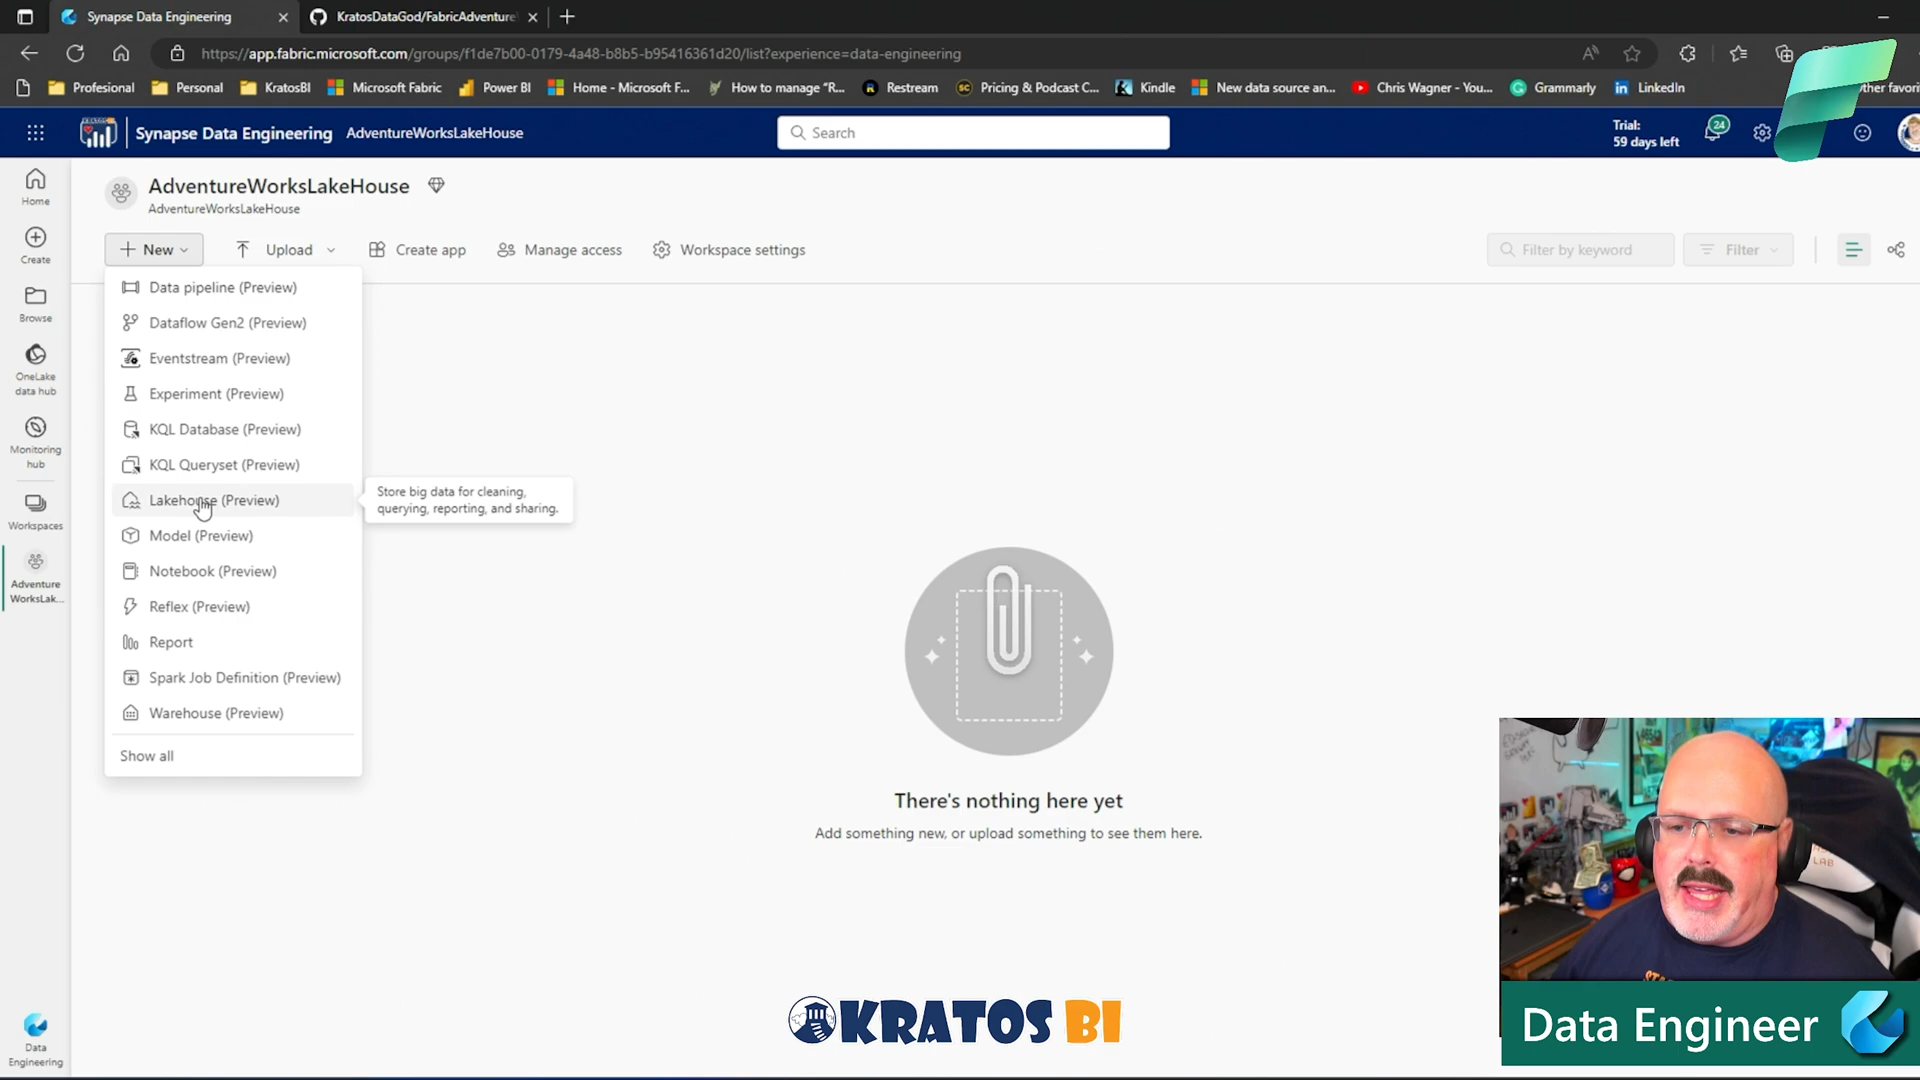 Synapse Data Engineering
KratosDataGod/FabricAdventure
https://app.fabric.microsoft.com/groups/f1de7b00-0179-4a48-b8b5-b95416361d20/list?experience=data-engineering
Profesional
Personal
KratosBI
Microsoft Fabric
Power BI
Home - Microsoft F...
How to manage "R...
Restream
Pricing & Podcast C...
Kindle
New data source an...
Chris Wagner - You...
Grammarly
LinkedIn
ther favori
Synapse Data Engineering
AdventureWorksLakeHouse
Search
Trial:
59 days left
24
Home
Create
Browse
OneLake
data hub
Monitoring
hub
Workspaces
Adventure
WorksLak...
Data
Engineering
AdventureWorksLakeHouse
AdventureWorksLakeHouse
New
Upload
Create app
Manage access
Workspace settings
Filter by keyword
Filter
Data pipeline (Preview)
Dataflow Gen2 (Preview)
Eventstream (Preview)
Experiment (Preview)
KQL Database (Preview)
KQL Queryset (Preview)
Lakehouse (Preview)
Store big data for cleaning,
querying, reporting, and sharing.
Model (Preview)
Notebook (Preview)
Reflex (Preview)
Report
Spark Job Definition (Preview)
Warehouse (Preview)
Show all
There's nothing here yet
Add something new, or upload something to see them here.
KRATOS BI
Data Engineer